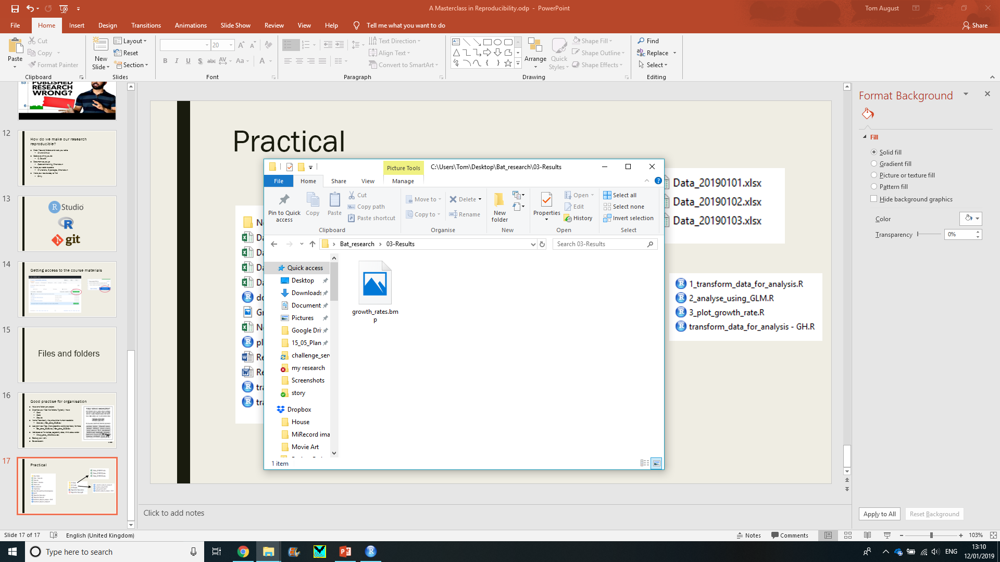 A Masterclass in Reproducibility.odp - PowerPoint
Tom August
File Home Insert Design Transitions Animations Slide Show Review View Help Tell me what you want to do
Share
Paste
Cut
Copy
Format Painter
Clipboard
New Slide
Layout
Reset
Section
Slides
20
B I U S abc AV Aa A
Font
Text Direction
Align Text
Convert to SmartArt
Paragraph
Arrange
Quick Styles
Shape Fill
Shape Outline
Shape Effects
Drawing
Find
Replace
Select
Editing
PUBLISHED
RESEARCH
WRONG?
6
12
How do we make our research
reproducible?
13
R Studio
R
git
14
Getting access to the course materials
15
Files and folders
16
Good practise for organisation
17
Practical
Practical
Picture Tools
C:\Users\Tom\Desktop\Bat_research\03-Results
File Home Share View Manage
Pin to Quick access
Copy
Paste
Cut
Copy path
Paste shortcut
Clipboard
Move to
Copy to
Delete
Rename
Organise
New folder
New
Properties
Open
Edit
History
Open
Select all
Select none
Invert selection
Select
Bat_research › 03-Results
Search 03-Results
Quick access
Desktop
Downloads
Document
Pictures
Google Dri
15_05_Plan
challenge_serv
my research
Screenshots
story
Dropbox
House
MiRecord ima
Movie Art
growth_rates.bm
p
1 item
Data_20190101.xlsx
Data_20190102.xlsx
Data_20190103.xlsx
1_transform_data_for_analysis.R
2_analyse_using_GLM.R
3_plot_growth_rate.R
transform_data_for_analysis - GH.R
Format Background
Fill
Solid fill
Gradient fill
Picture or texture fill
Pattern fill
Hide background graphics
Color
Transparency 0%
Apply to All
Reset Background
Click to add notes
Slide 17 of 17
English (United Kingdom)
Notes
Comments
103%
Type here to search
ENG
13:10
12/01/2019